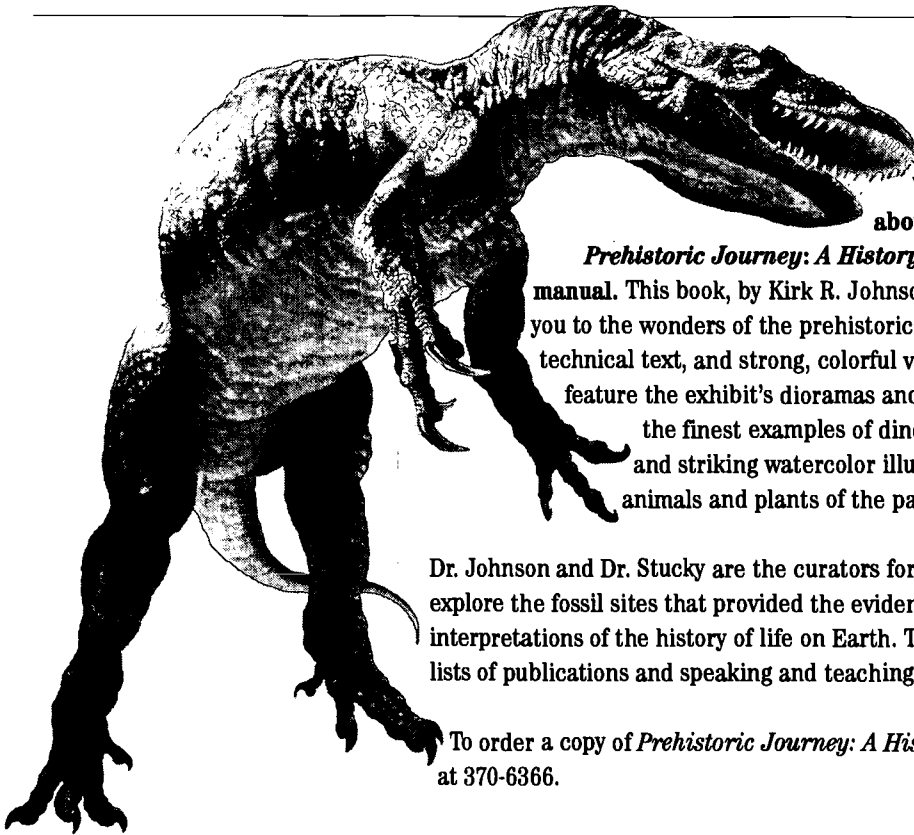 abo
Prehistoric Journey: A History
manual. This book, by Kirk R. Johnso
you to the wonders of the prehistoric
technical text, and strong, colorful v
feature the exhibit's dioramas and
the finest examples of din
and striking watercolor illu
animals and plants of the pa
Dr. Johnson and Dr. Stucky are the curators for
explore the fossil sites that provided the eviden
interpretations of the history of life on Earth. T
lists of publications and speaking and teaching
To order a copy of Prehistoric Journey: A His
at 370-6366.